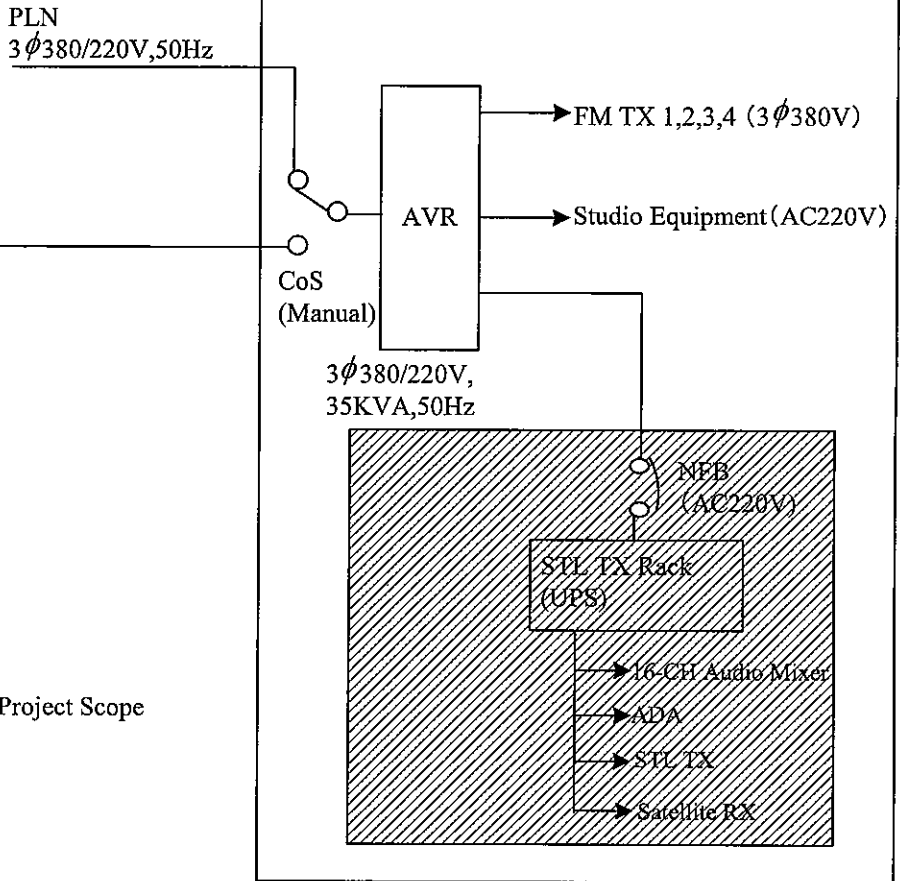 PLN
3ϕ380/220V,50Hz
FM TX 1,2,3,4 (3ϕ380V)
AVR
Studio Equipment(AC220V)
CoS
(Manual)
3ϕ380/220V,
35KVA,50Hz
NFB
(AC220V)
STL TX Rack
(UPS)
16-CH Audio Mixer
ADA
STL TX
Satellite RX
Project Scope